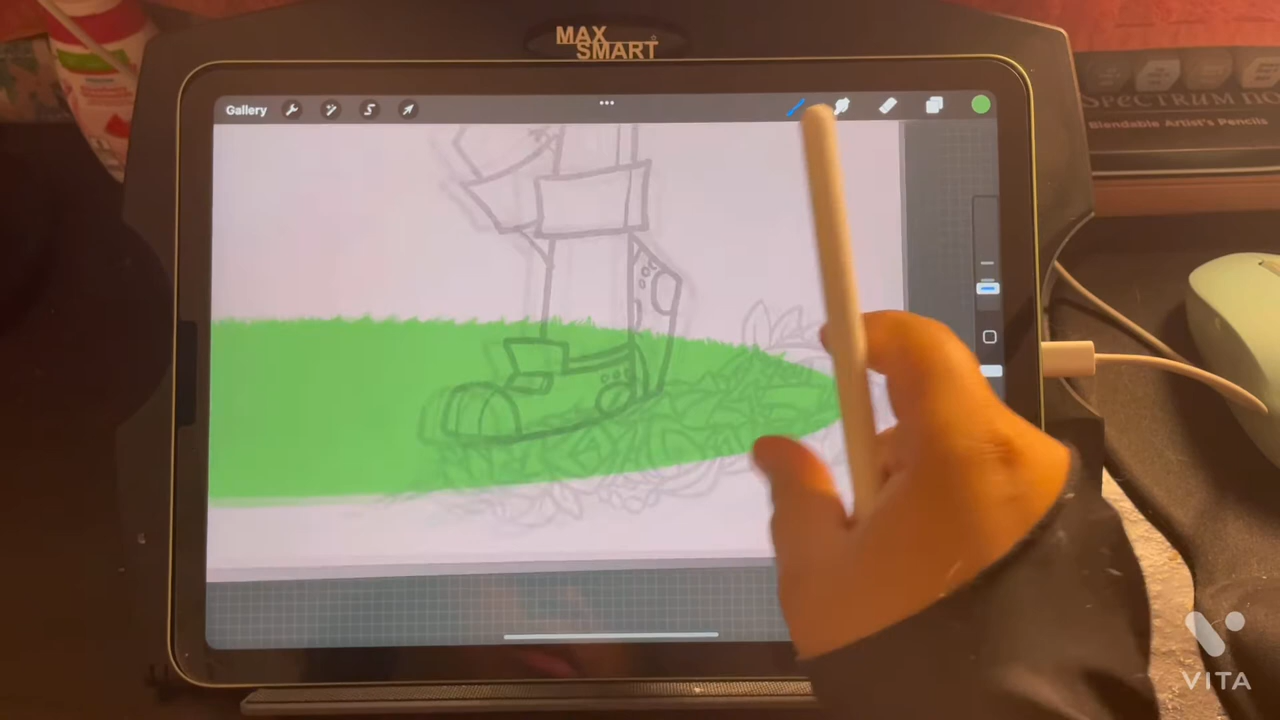 MAX
SMART
Gallery
SPECTRUM NO
Blendable Artist's Pencils
VITA